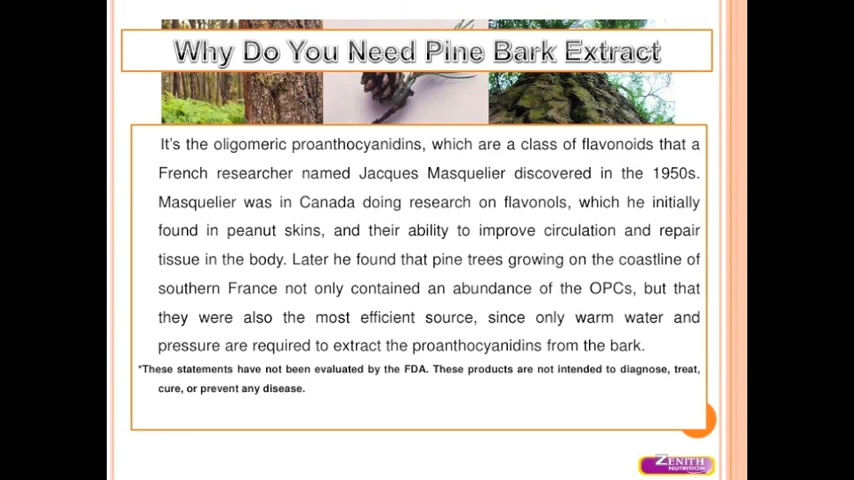 Why Do You Need Pine Bark Extract
It's the oligomeric proanthocyanidins, which are a class of flavonoids that a
French researcher named Jacques Masquelier discovered in the 1950s.
Masquelier was in Canada doing research on flavonols, which he initially
found in peanut skins, and their ability to improve circulation and repair
tissue in the body. Later he found that pine trees growing on the coastline of
southern France not only contained an abundance of the OPCs, but that
they were also the most efficient source, since only warm water and
pressure are required to extract the proanthocyanidins from the bark.
*These statements have not been evaluated by the FDA. These products are not intended to diagnose, treat,
cure, or prevent any disease.
ZENITH
NUTRITION